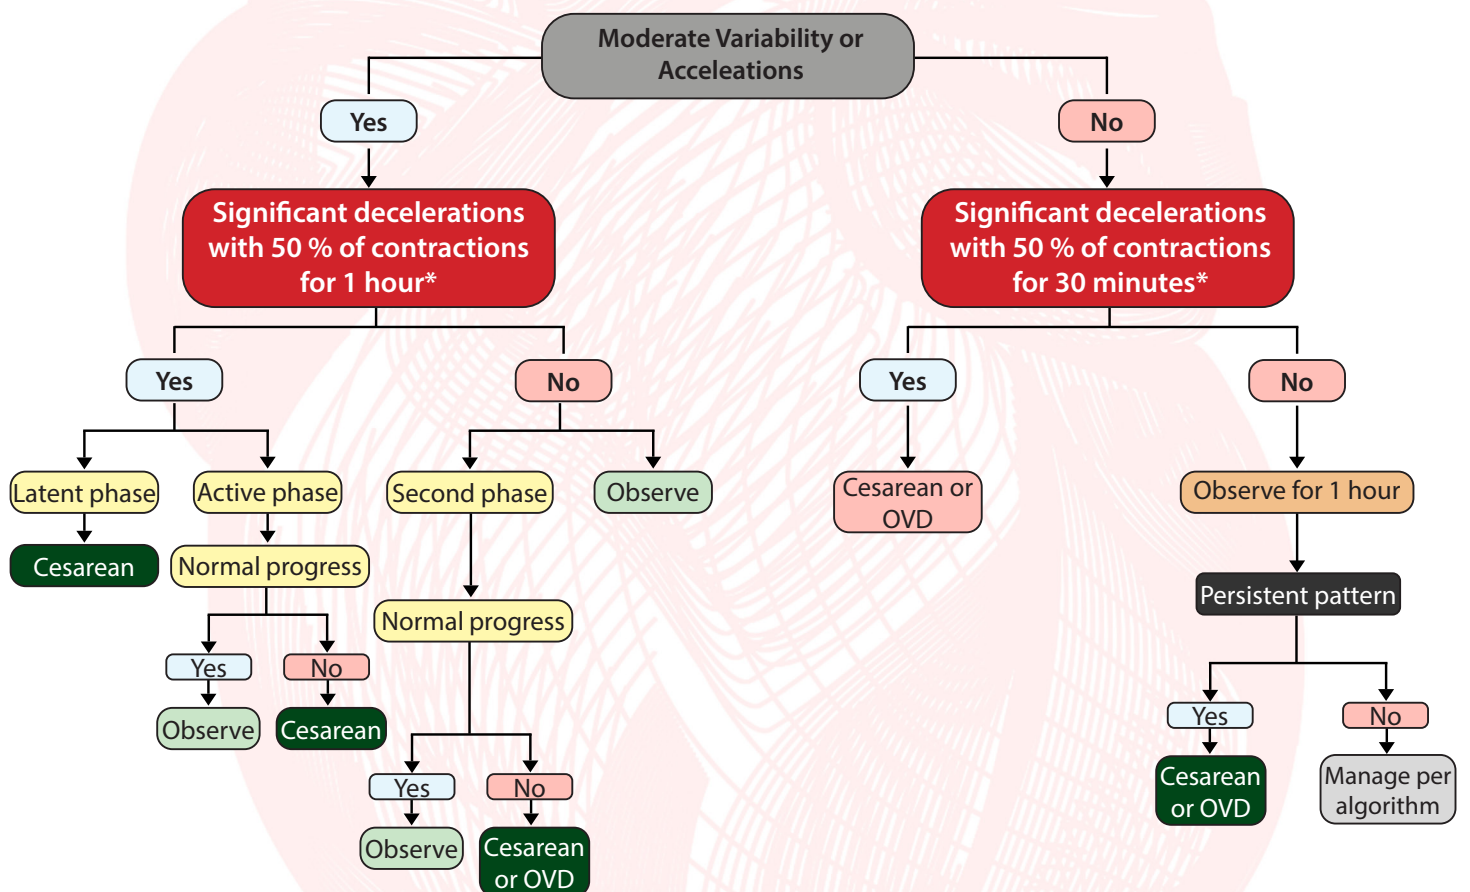 Moderate Variability or
Acceleations
Yes
No
Significant decelerations
with 50 % of contractions
for 1 hour*
Significant decelerations
with 50 % of contractions
for 30 minutes*
Yes
No
Yes
No
Latent phase
Active phase
Second phase
Observe
Cesarean or
OVD
Observe for 1 hour
Cesarean
Normal progress
Persistent pattern
Normal progress
Yes
No
Observe
Cesarean
Yes
No
Yes
No
Cesarean
or OVD
Manage per
algorithm
Observe
Cesarean
or OVD